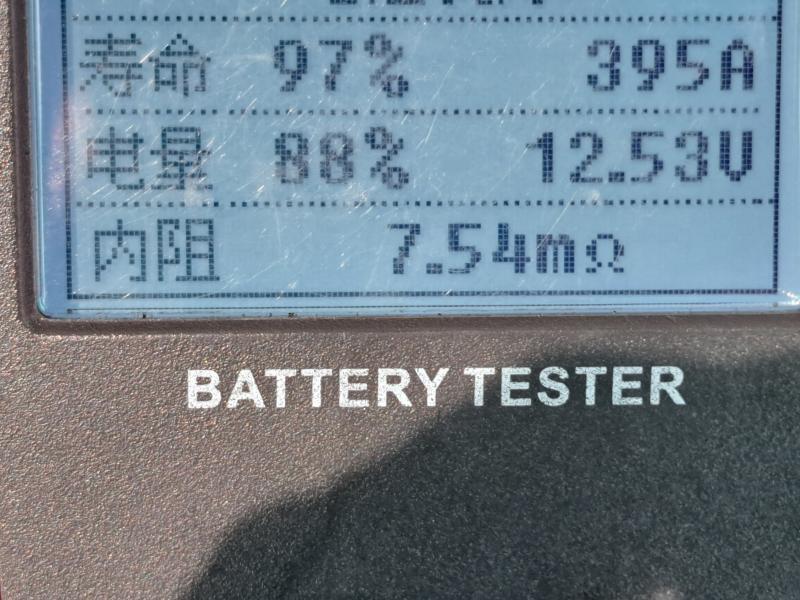 寿命 97% 395A
电量 88% 12.53V
内阻 7.54mΩ
BATTERY TESTER